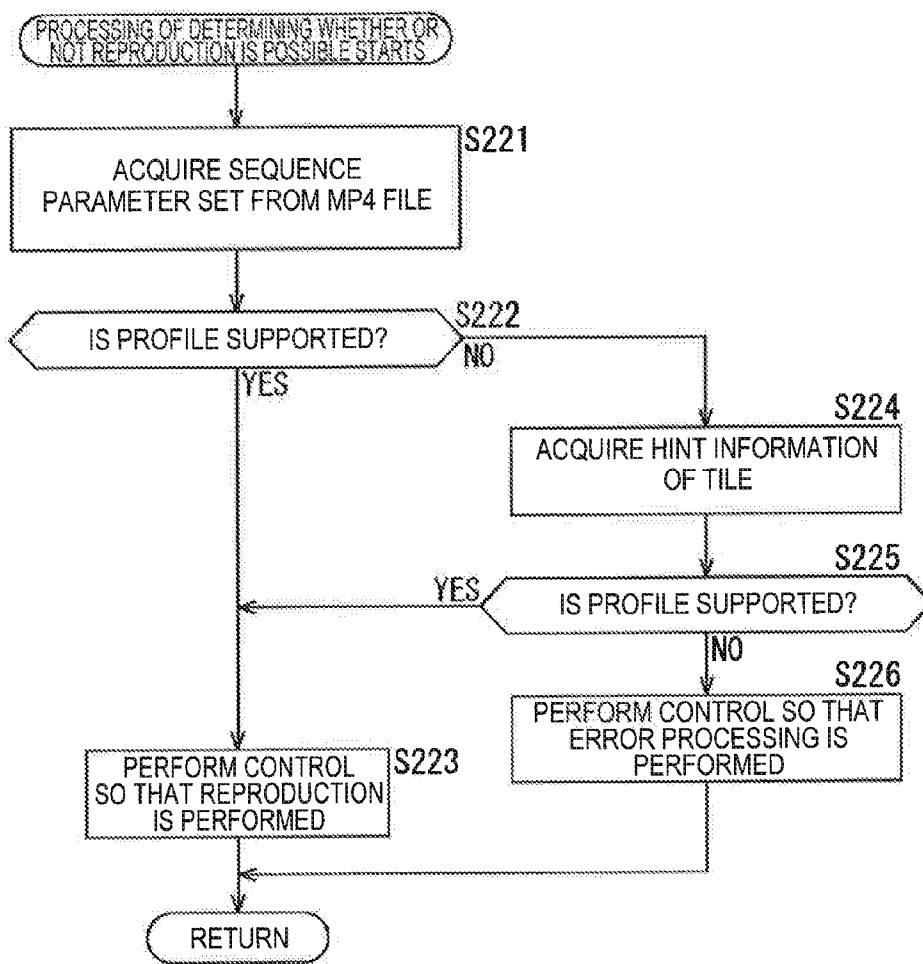 PROCESSING OF DETERMINING WHETHER OR
NOT REPRODUCTION IS POSSIBLE STARTS
S221
ACQUIRE SEQUENCE
PARAMETER SET FROM MP4 FILE
S222
IS PROFILE SUPPORTED?
NO
YES
S224
ACQUIRE HINT INFORMATION
OF TILE
S225
YES
IS PROFILE SUPPORTED?
NO
S226
PERFORM CONTROL SO THAT
ERROR PROCESSING IS
PERFORMED
S223
PERFORM CONTROL
SO THAT REPRODUCTION
IS PERFORMED
RETURN